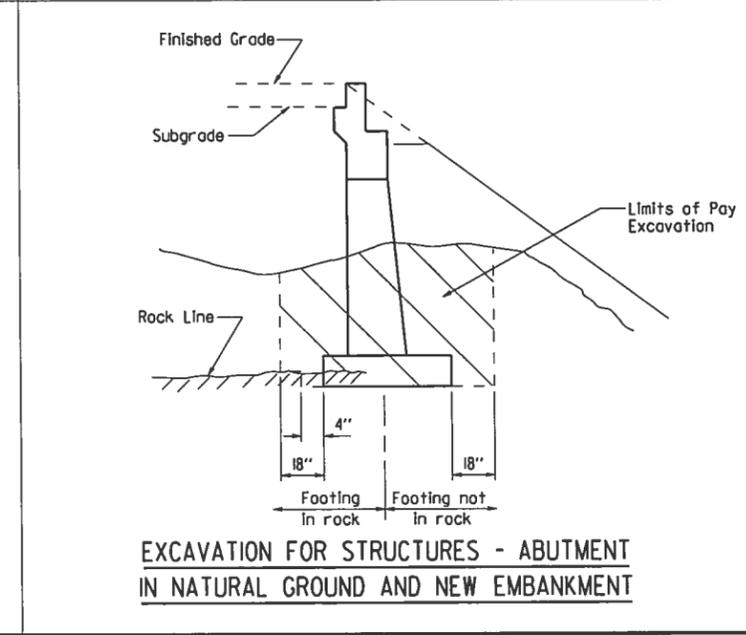 Finished Grade
Subgrade
Limits of Pay
Excavation
Rock Line
4"
18"
18"
Footing
in rock
Footing not
in rock
EXCAVATION FOR STRUCTURES - ABUTMENT
IN NATURAL GROUND AND NEW EMBANKMENT